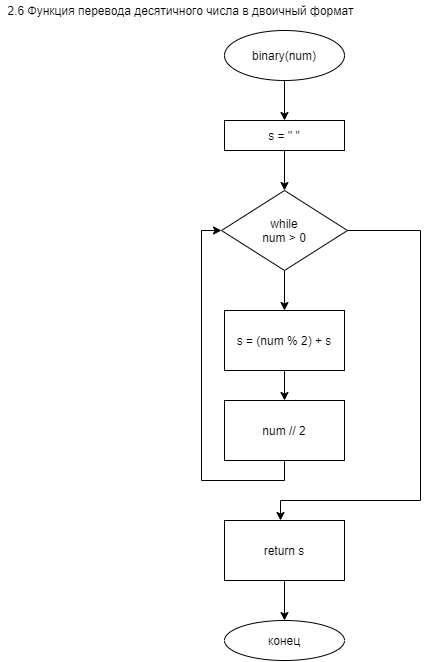 2.6 Функция перевода десятичного числа в двоичный формат
binary(num)
s = " "
while
num > 0
s = (num % 2) + s
num // 2
return s
конец